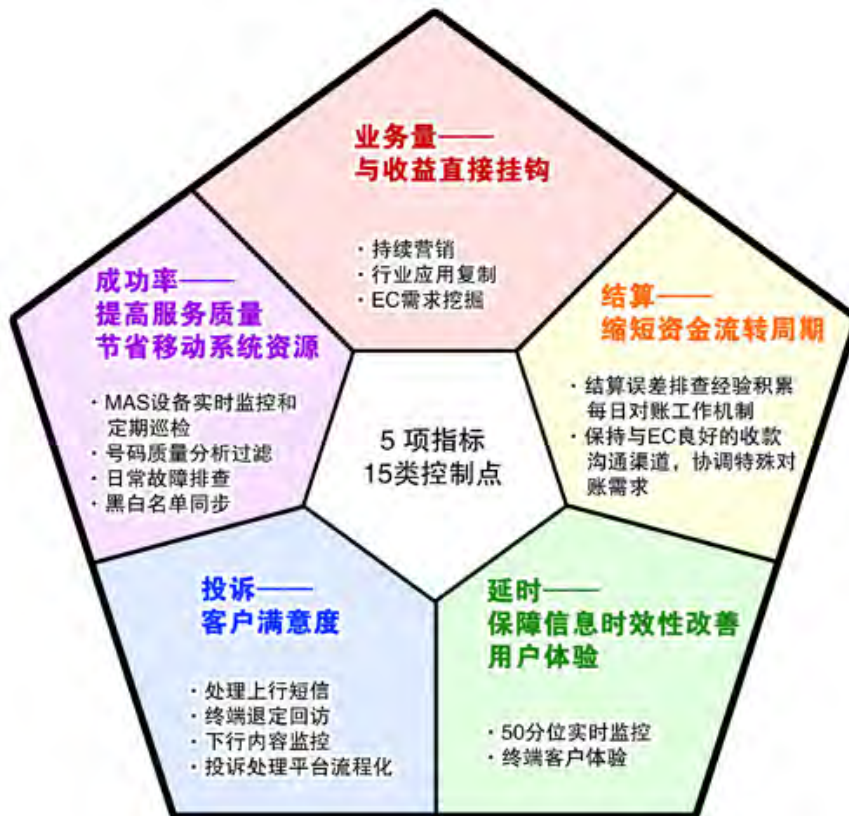 业务量——
与收益直接挂钩
· 持续营销
· 行业应用复制
· EC需求挖掘
成功率——
提高服务质量
节省移动系统资源
· MAS设备实时监控和
定期巡检
· 号码质量分析过滤
· 日常故障排查
· 黑白名单同步
结算——
缩短资金流转周期
· 结算误差排查经验积累
每日对账工作机制
· 保持与EC良好的收款
沟通渠道，协调特殊对
账需求
5 项指标
15类控制点
投诉——
客户满意度
· 处理上行短信
· 终端退定回访
· 下行内容监控
· 投诉处理平台流程化
延时——
保障信息时效性改善
用户体验
· 50分位实时监控
· 终端客户体验